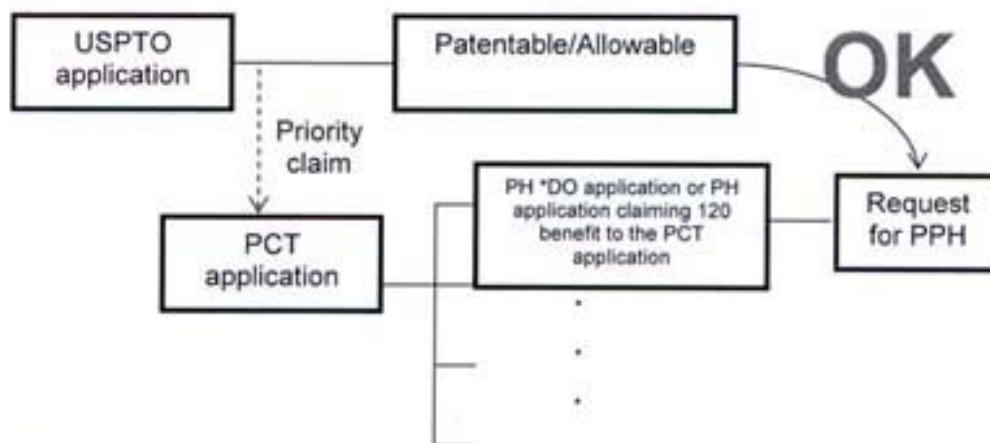 USPTO
application
Patentable/Allowable
OK
Priority
claim
PH *DO application or PH
application claiming 120
benefit to the PCT
application
Request
for PPH
PCT
application